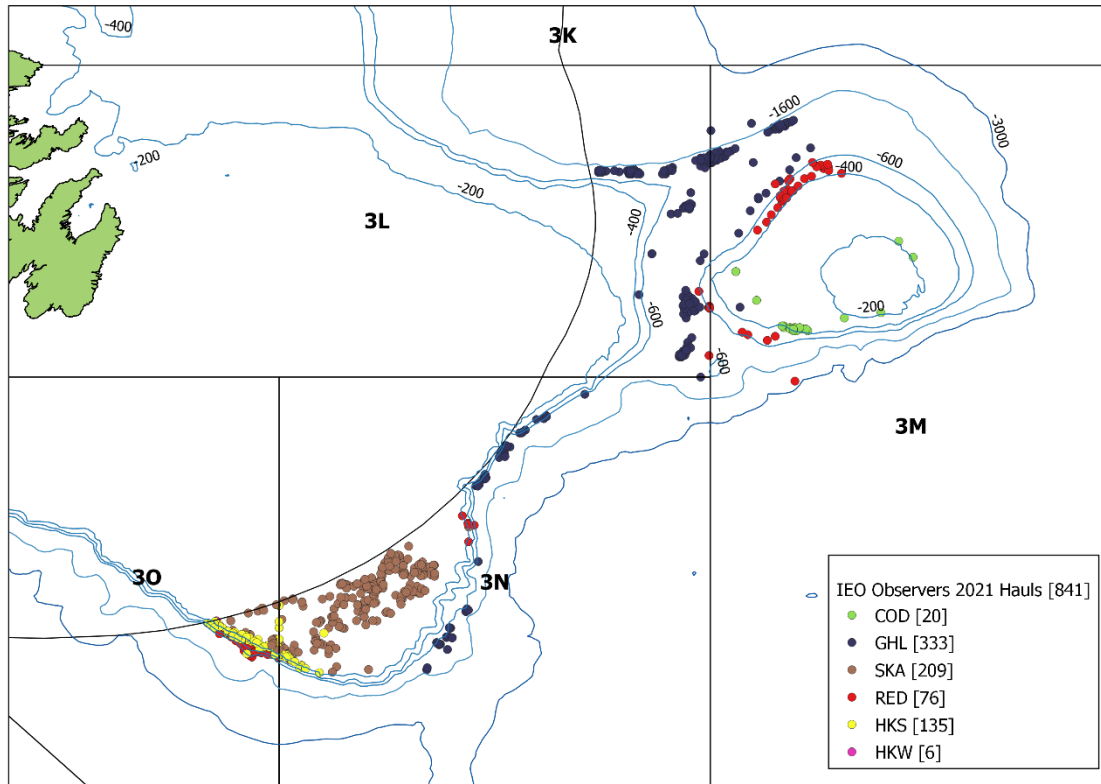 3K
-400
-1600
-3000
-200
-600
-400
-200
3L
-400
-600
-200
-600
3M
3O
3N
IEO Observers 2021 Hauls [841]
COD [20]
GHL [333]
SKA [209]
RED [76]
HKS [135]
HKW [6]